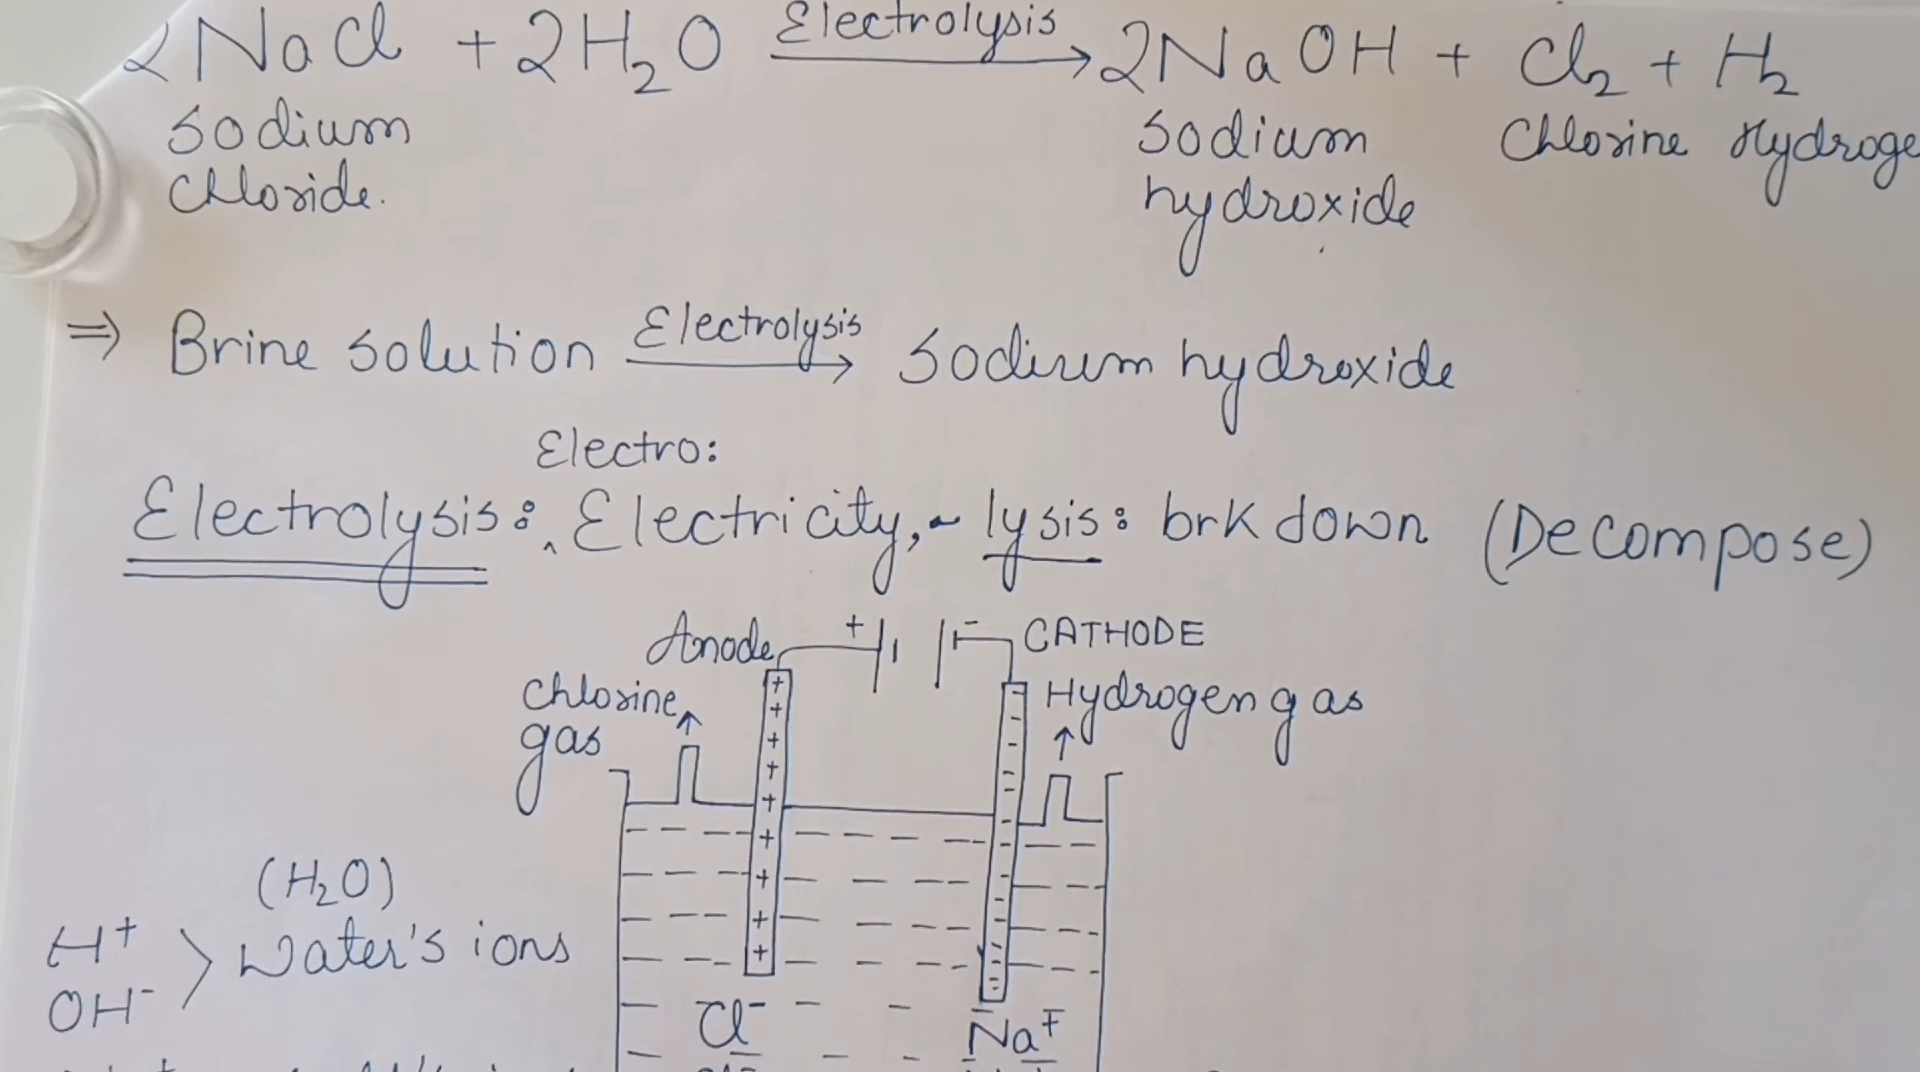 2NaCl + 2H₂O Electrolysis → 2NaOH + Cl₂ + H₂
Sodium Sodium Chlorine Hydroge
Chloride. hydroxide
⇒ Brine solution Electrolysis → Sodium hydroxide
Electro:
Electrolysis: ‸ Electricity, - lysis: brk down (Decompose)
Anode + - CATHODE
Chlorine ↑ Hydrogen gas
gas ↑
(H₂O)
H⁺ > Water's ions
OH⁻
Cl⁻ Na⁺